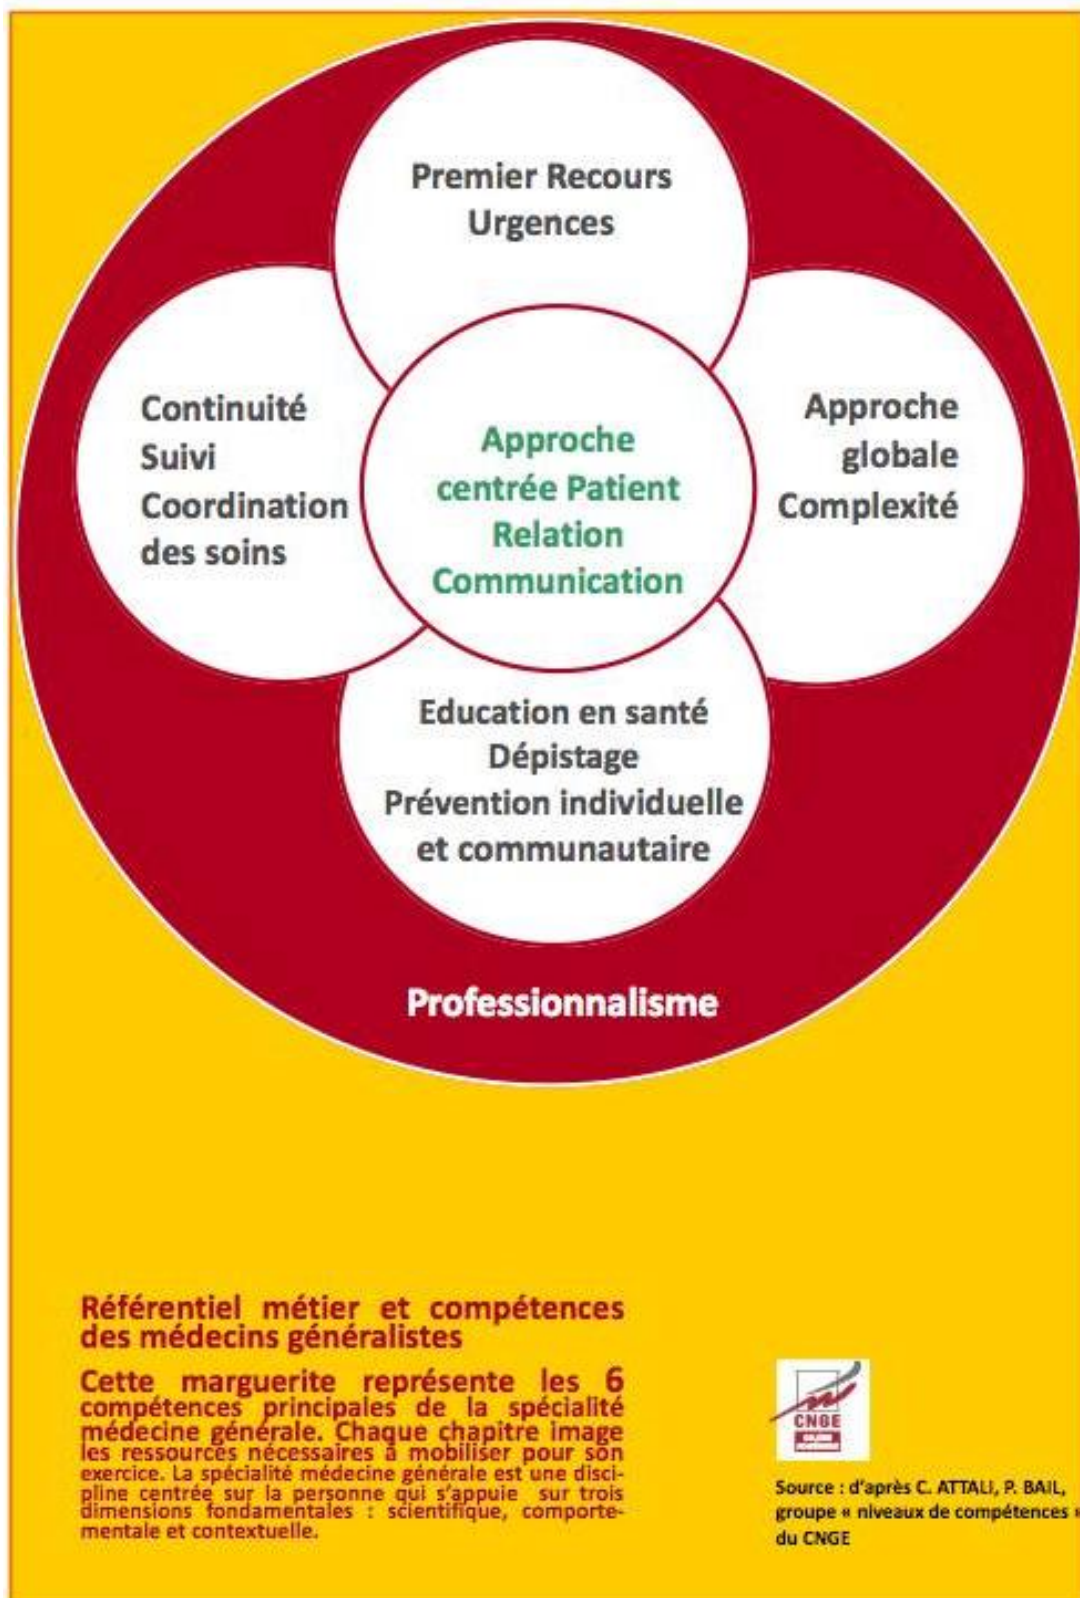 Premier Recours
Urgences
Continuité
Suivi
Coordination
des soins
Approche
centrée Patient
Relation
Communication
Approche
globale
Complexité
Education en santé
Dépistage
Prévention individuelle
et communautaire
Professionnalisme
Référentiel métier et compétences
des médecins généralistes
Cette marguerite représente les 6
compétences principales de la spécialité
médecine générale. Chaque chapitre image
les ressources nécessaires à mobiliser pour son
exercice. La spécialité médecine générale est une disci-
pline centrée sur la personne qui s'appuie sur trois
dimensions fondamentales : scientifique, comporte-
mentale et contextuelle.
CNGE
Source : d'après C. ATTALI, P. BAIL,
groupe « niveaux de compétences »
du CNGE